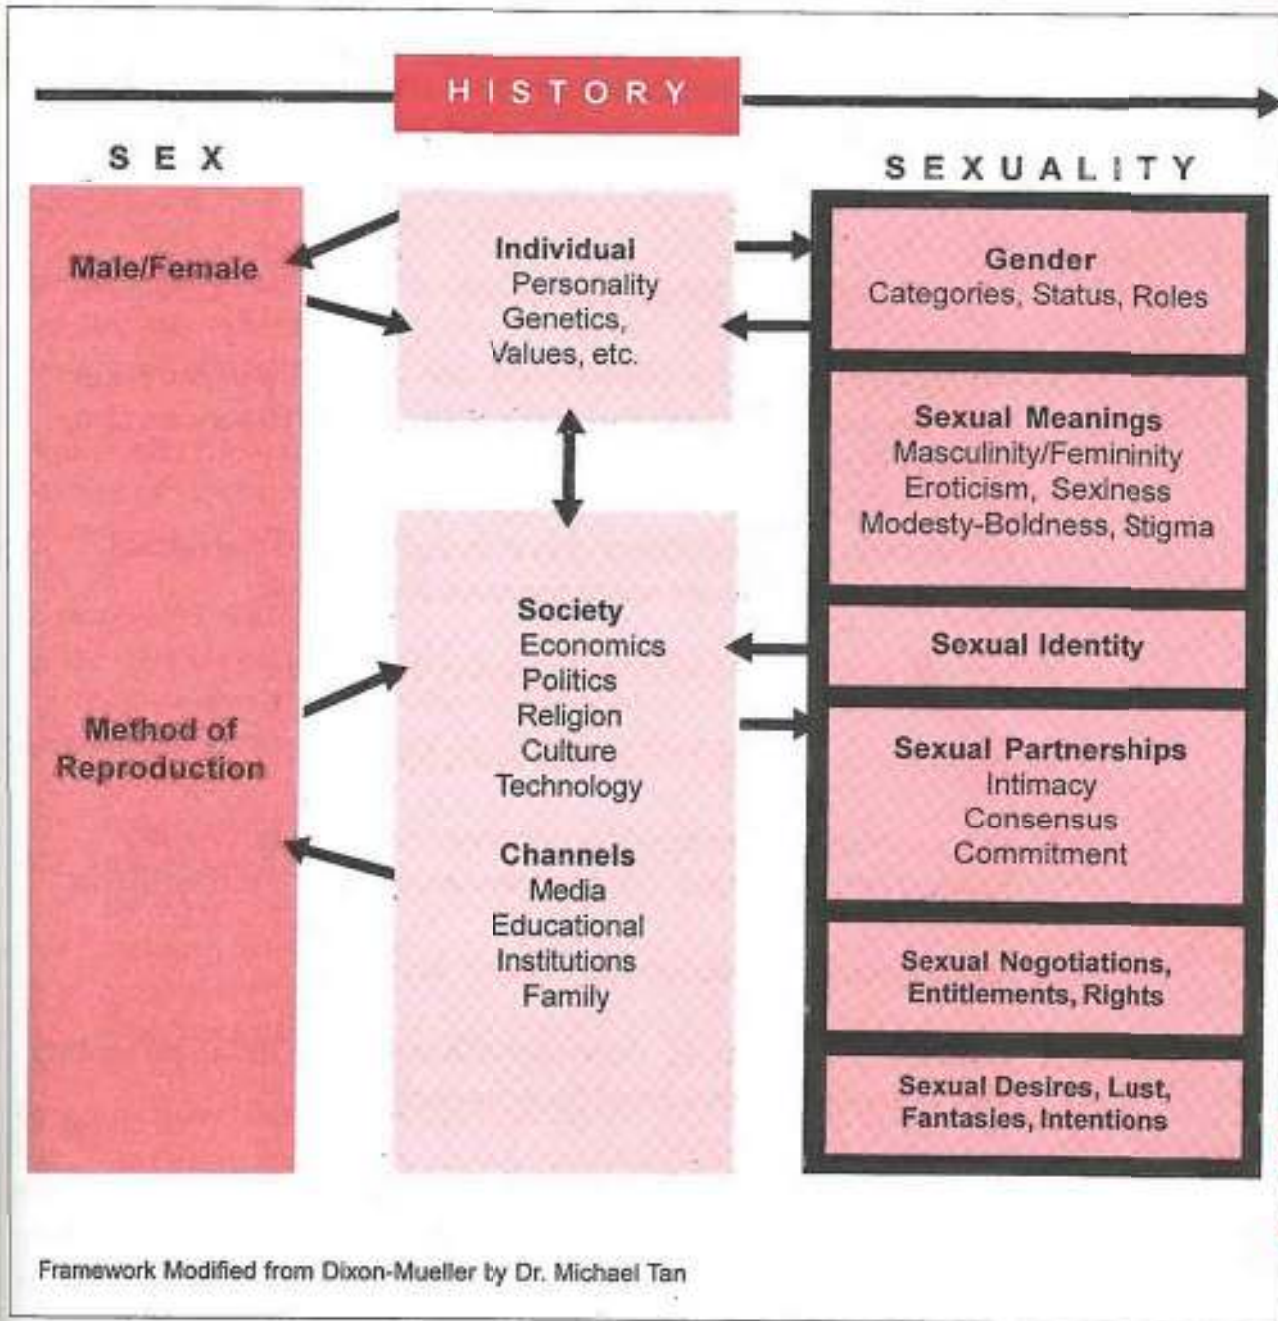 HISTORY
SEX
Male/Female
Method of
Reproduction
Individual
Personality
Genetics,
Values, etc.
Society
Economics
Politics
Religion
Culture
Technology
Channels
Media
Educational
Institutions
Family
SEXUALITY
Gender
Categories, Status, Roles
Sexual Meanings
Masculinity/Femininity
Eroticism, Sexiness
Modesty-Boldness, Stigma
Sexual Identity
Sexual Partnerships
Intimacy
Consensus
Commitment
Sexual Negotiations,
Entitlements, Rights
Sexual Desires, Lust,
Fantasies, Intentions
Framework Modified from Dixon-Mueller by Dr. Michael Tan